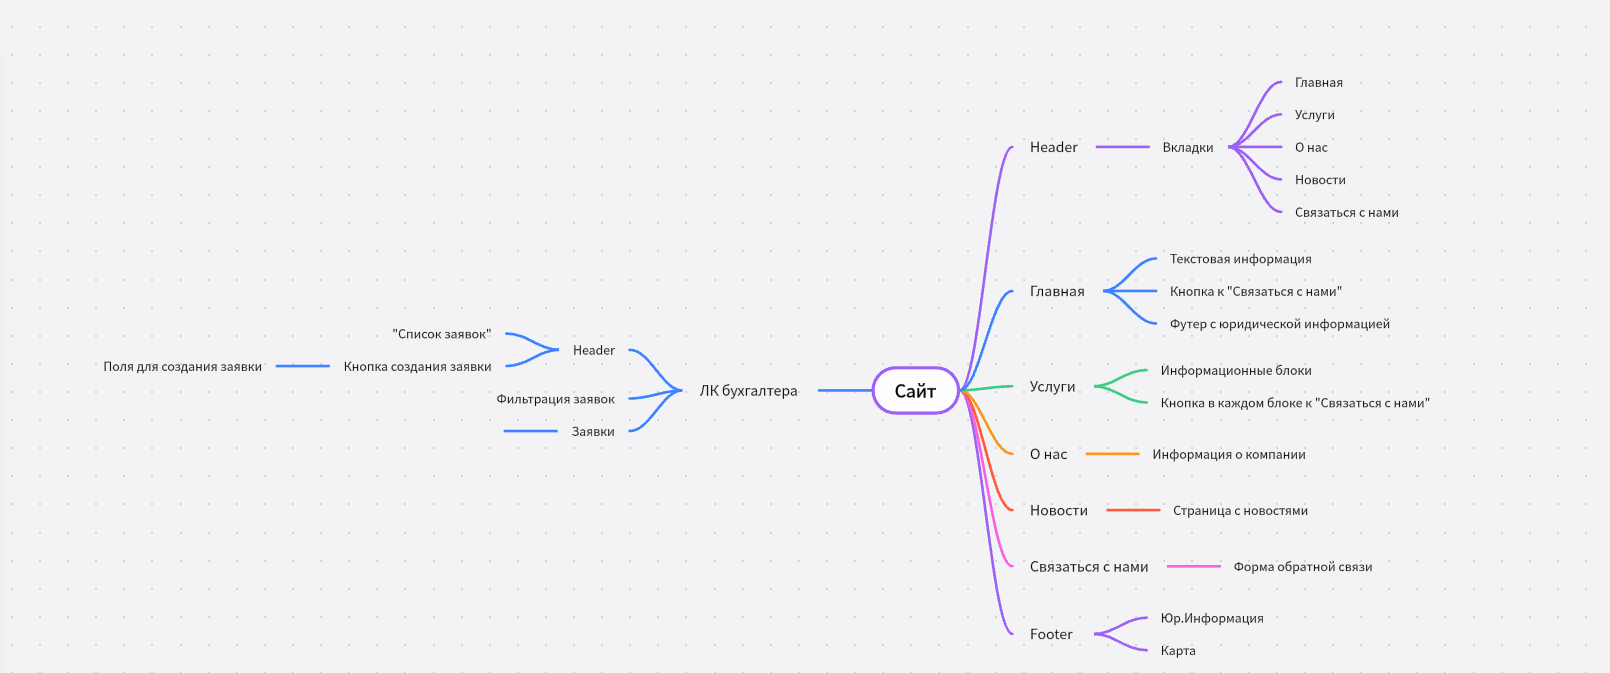 Главная
Услуги
Header
Вкладки
О нас
Новости
Связаться с нами
Текстовая информация
Главная
Кнопка к "Связаться с нами"
Футер с юридической информацией
"Список заявок"
Header
Поля для создания заявки
Кнопка создания заявки
Фильтрация заявок
Заявки
ЛК бухгалтера
Сайт
Информационные блоки
Услуги
Кнопка в каждом блоке к "Связаться с нами"
О нас
Информация о компании
Новости
Страница с новостями
Связаться с нами
Форма обратной связи
Юр.Информация
Footer
Карта